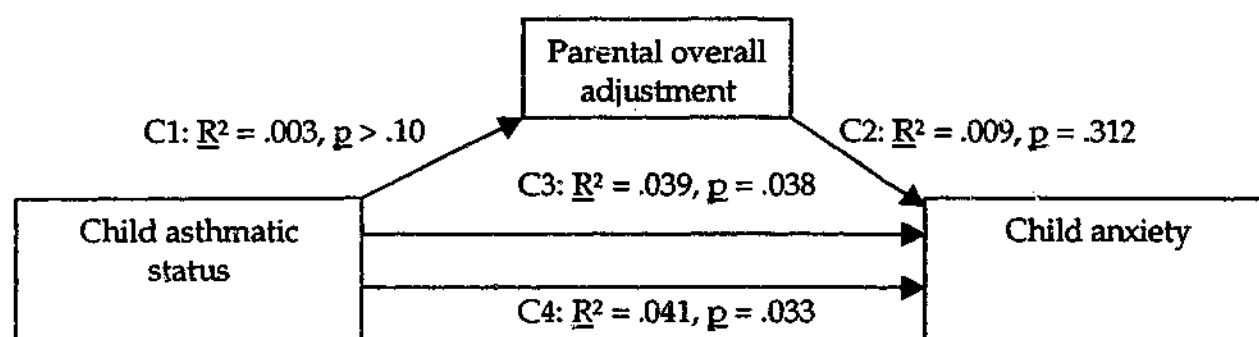 Parental overall
adjustment
C1: R² = .003, p > .10
C2: R² = .009, p = .312
C3: R² = .039, p = .038
Child asthmatic
status
Child anxiety
C4: R² = .041, p = .033